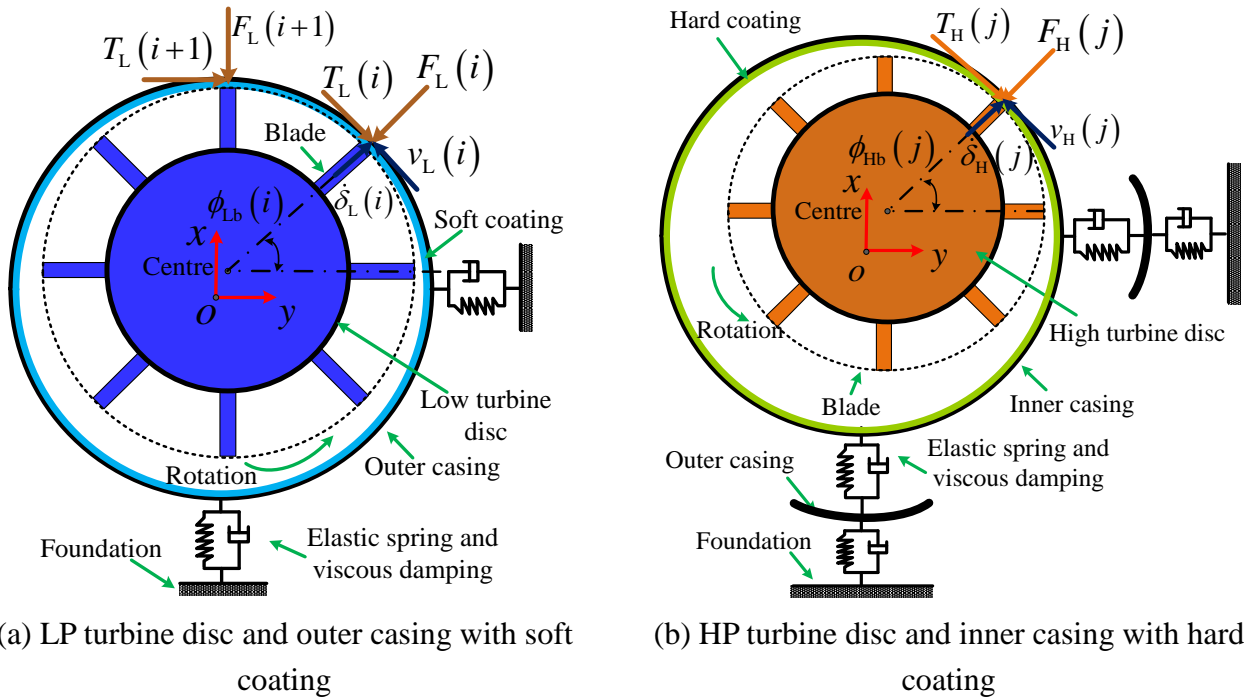 F_L(i+1)
T_L(i+1)
T_L(i)
F_L(i)
Blade
v_L(i)
ϕ_Lb(i)
δ_L(i)
Soft coating
x
Centre
o
y
Low turbine
disc
Rotation
Outer casing
Foundation
Elastic spring and
viscous damping
(a) LP turbine disc and outer casing with soft
coating
Hard coating
T_H(j)
F_H(j)
v_H(j)
ϕ_Hb(j)
δ_H(j)
x
Centre
o
y
Rotation
High turbine disc
Blade
Inner casing
Outer casing
Elastic spring and
viscous damping
Foundation
(b) HP turbine disc and inner casing with hard
coating